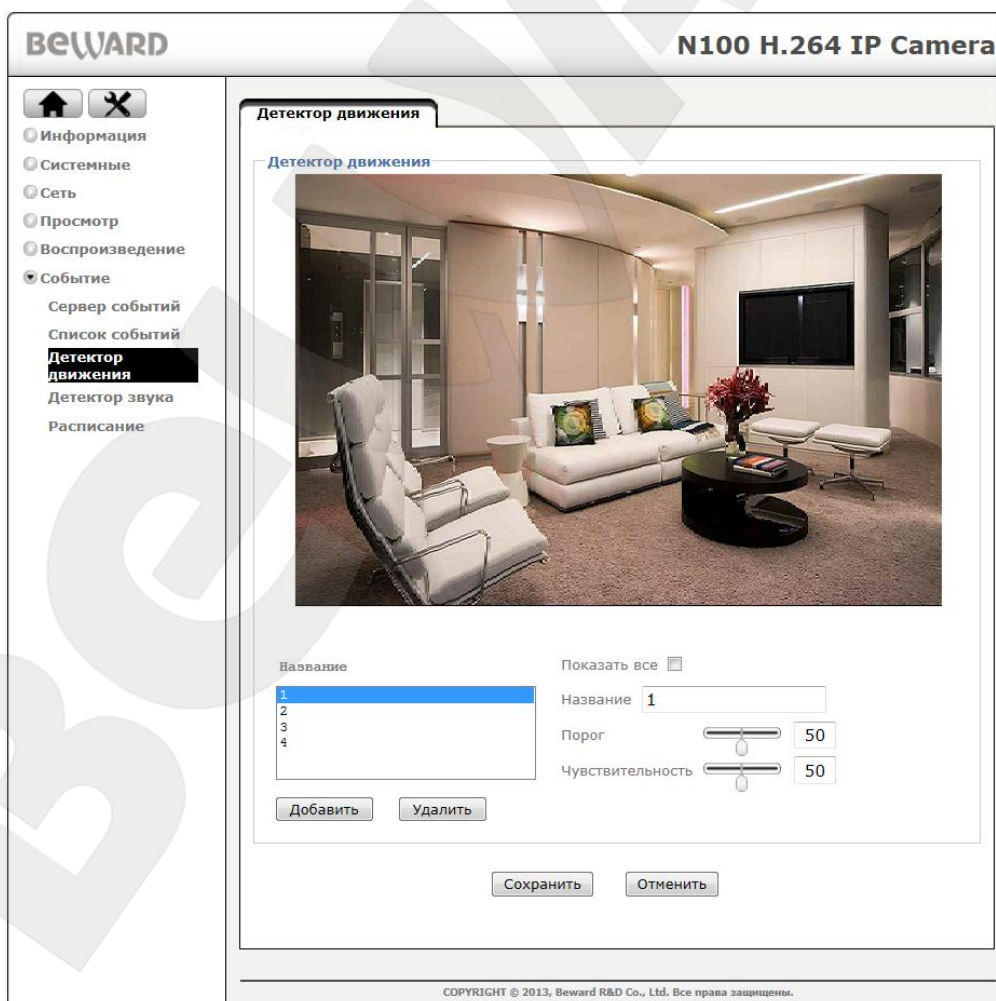 BEWARD
N100 H.264 IP Camera
Информация
Системные
Сеть
Просмотр
Воспроизведение
Событие
Сервер событий
Список событий
Детектор
движения
Детектор звука
Расписание
Детектор движения
Детектор движения
Название
1
2
3
4
Добавить Удалить
Показать все
Название 1
Порог 50
Чувствительность 50
Сохранить Отменить
COPYRIGHT © 2013, Beward R&D Co., Ltd. Все права защищены.